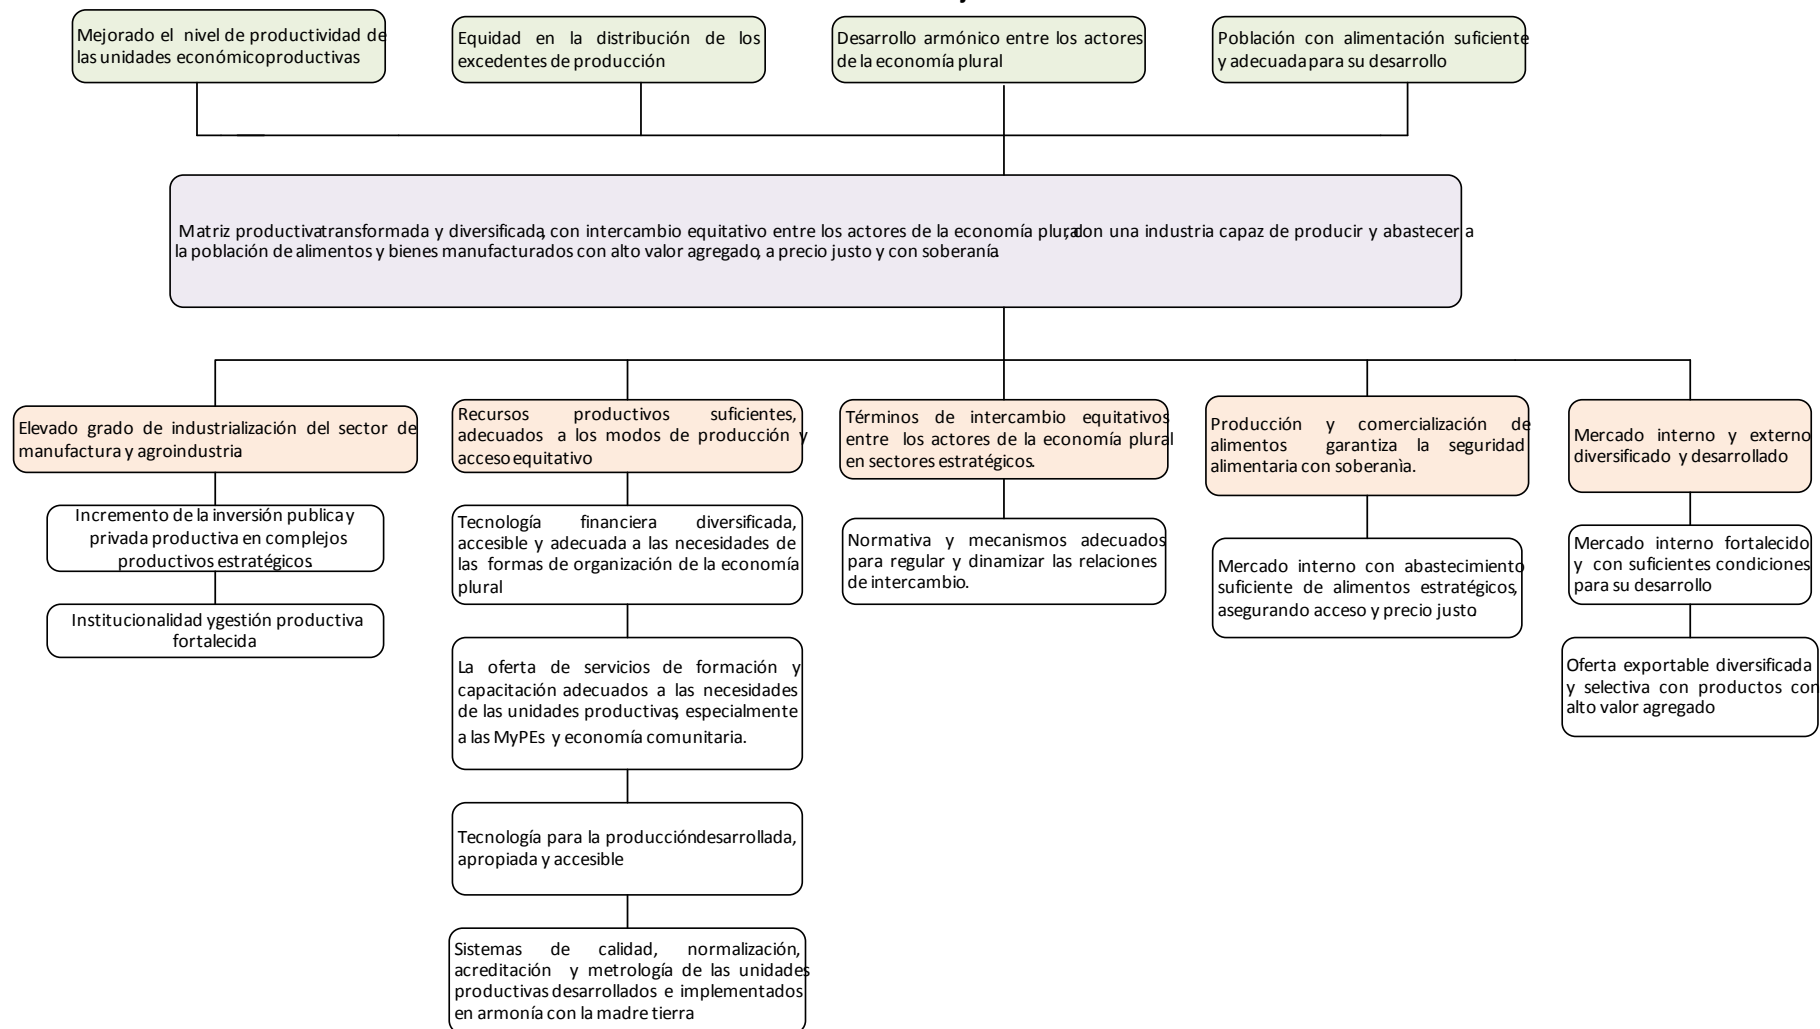 Mejorado el nivel de productividad de
las unidades económicoproductivas
Equidad en la distribución de los
excedentes de producción
Desarrollo armónico entre los actores
de la economía plural
Población con alimentación suficiente
y adecuada para su desarrollo
Matriz productiva transformada y diversificada, con intercambio equitativo entre los actores de la economía plural, con una industria capaz de producir y abastecer a
la población de alimentos y bienes manufacturados con alto valor agregado, a precio justo y con soberanía.
Elevado grado de industrialización del sector de
manufactura y agroindustria
Incremento de la inversión publica y
privada productiva en complejos
productivos estratégicos.
Institucionalidad y gestión productiva
fortalecida
Recursos productivos suficientes,
adecuados a los modos de producción y
acceso equitativo
Tecnología financiera diversificada,
accesible y adecuada a las necesidades de
las formas de organización de la economía
plural
La oferta de servicios de formación y
capacitación adecuados a las necesidades
de las unidades productivas, especialmente
a las MyPEs y economía comunitaria.
Tecnología para la producción desarrollada,
apropiada y accesible
Sistemas de calidad, normalización,
acreditación y metrología de las unidades
productivas desarrollados e implementados
en armonía con la madre tierra
Términos de intercambio equitativos
entre los actores de la economía plural
en sectores estratégicos.
Normativa y mecanismos adecuados
para regular y dinamizar las relaciones
de intercambio.
Producción y comercialización de
alimentos garantiza la seguridad
alimentaria con soberanìa.
Mercado interno con abastecimiento
suficiente de alimentos estratégicos,
asegurando acceso y precio justo.
Mercado interno y externo
diversificado y desarrollado
Mercado interno fortalecido
y con suficientes condiciones
para su desarrollo
Oferta exportable diversificada
y selectiva con productos con
alto valor agregado